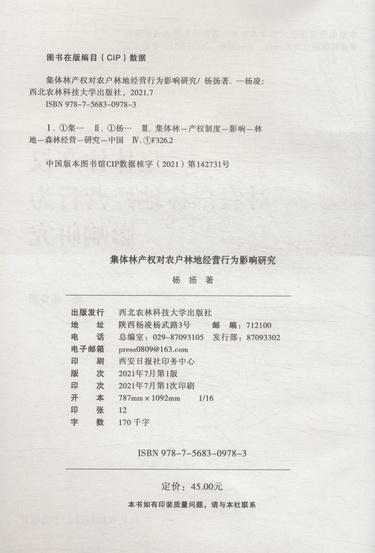 图书在版编目（CIP）数据
集体林产权对农户林地经营行为影响研究/ 杨扬著. —杨凌：
西北农林科技大学出版社，2021.7
ISBN 978-7-5683-0978-3
Ⅰ. ①集… Ⅱ. ①杨… Ⅲ. 集体林—产权制度—影响—林
地—森林经营—研究—中国 Ⅳ. ①F326.2
中国版本图书馆CIP数据核字（2021）第142731号
集体林产权对农户林地经营行为影响研究
杨 扬 著
出版发行 西北农林科技大学出版社
地 址 陕西杨凌杨武路3号 邮 编：712100
电 话 总编室：029-87093105 发行部：87093302
电子邮箱 press0809@163.com
印 刷 西安日报社印务中心
版 次 2021年7月第1版
印 次 2021年7月第1次印刷
开 本 787mm×1092mm 1/16
印 张 12
字 数 170千字
ISBN 978-7-5683-0978-3
定价：45.00元
本书如有印装质量问题，请与本社联系